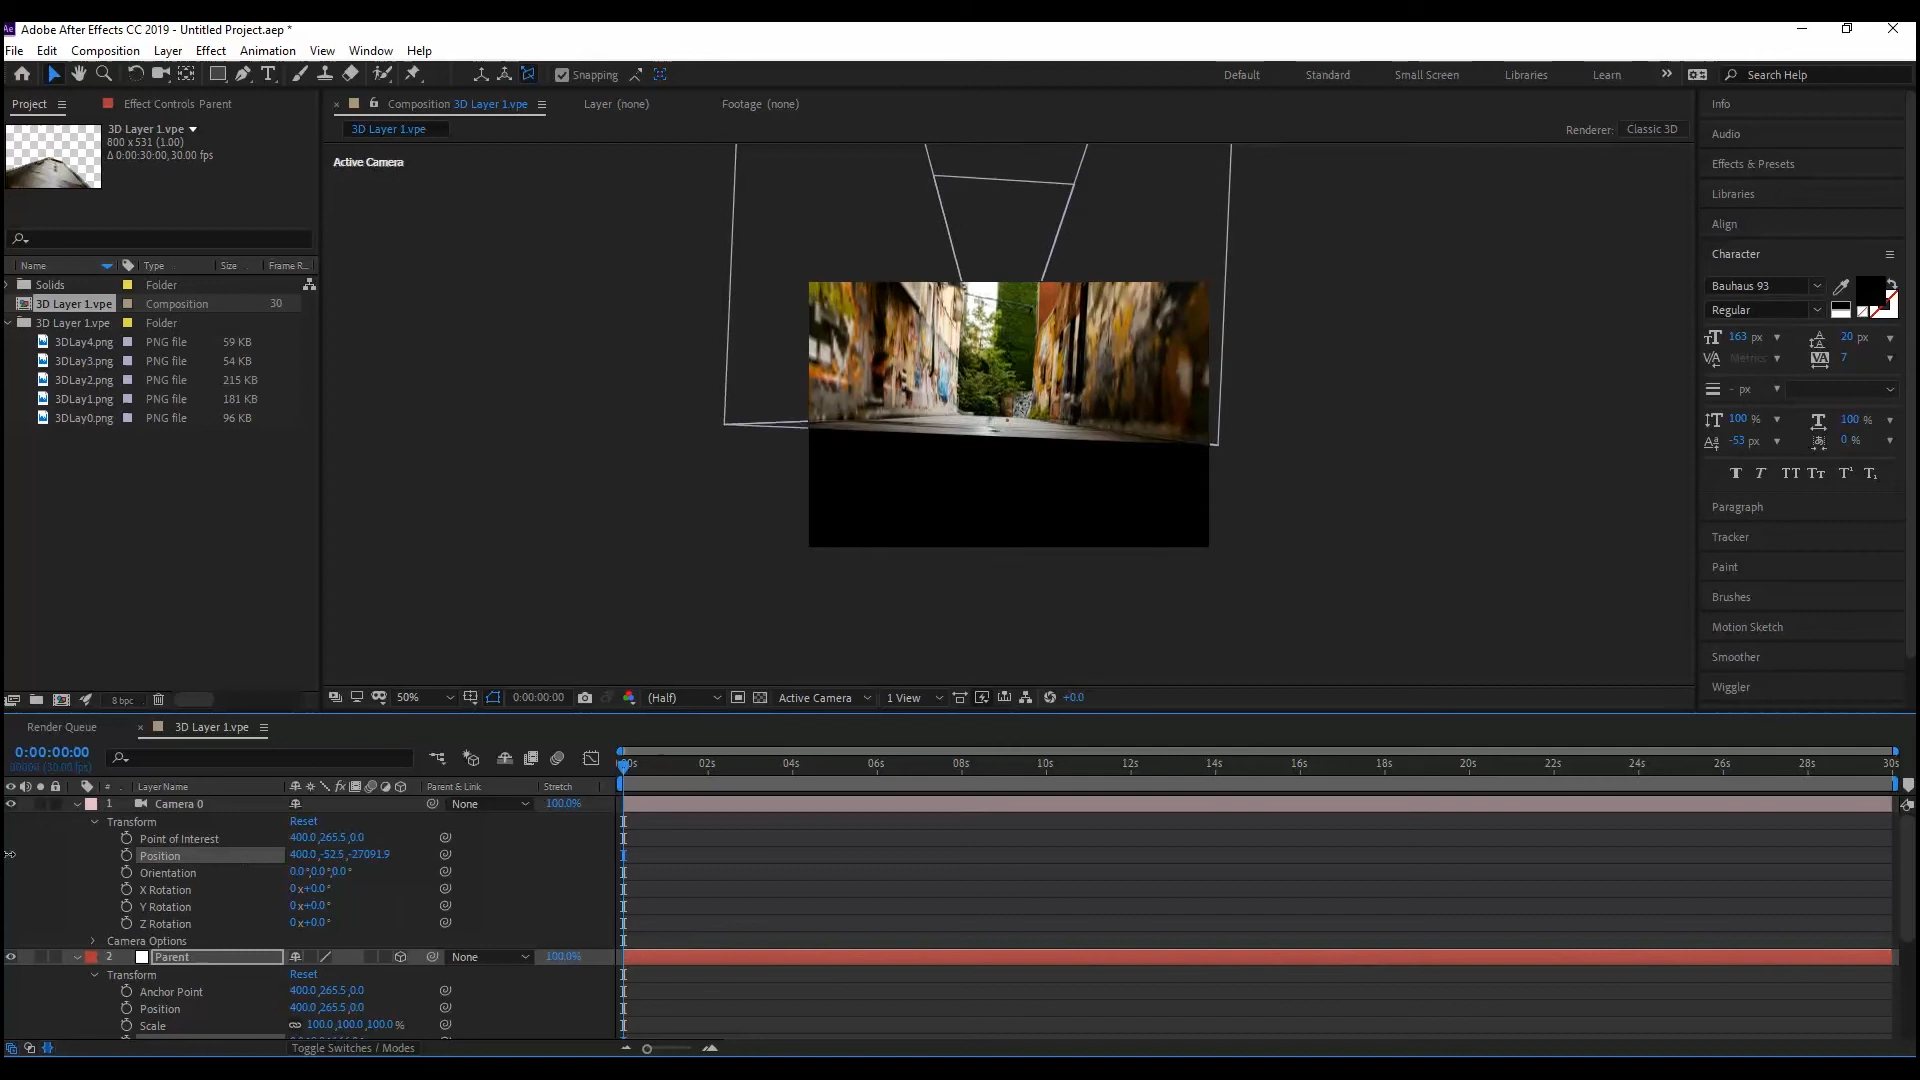 Adobe After Effects CC 2019 - Untitled Project.aep *
File Edit Composition Layer Effect Animation View Window Help
Snapping Default Standard Small Screen Libraries Learn Search Help
Project Effect Controls Parent
Composition 3D Layer 1.vpe Layer (none) Footage (none)
3D Layer 1.vpe
800 x 531 (1.00)
Δ 0:00:30:00, 30.00 fps
3D Layer 1.vpe Renderer: Classic 3D
Active Camera
Name Type Size Frame R...
Solids Folder
3D Layer 1.vpe Composition 30
3D Layer 1.vpe Folder
3DLay4.png PNG file 59 KB
3DLay3.png PNG file 54 KB
3DLay2.png PNG file 215 KB
3DLay1.png PNG file 181 KB
3DLay0.png PNG file 96 KB
8 bpc
50% 0:00:00:00 (Half) Active Camera 1 View +0.0
Info
Audio
Effects & Presets
Libraries
Align
Character
Bauhaus 93
Regular
163 px 20 px
Metrics 7
- px
100 % 100 %
-53 px 0 %
T T TT Tт T¹ T₁
Paragraph
Tracker
Paint
Brushes
Motion Sketch
Smoother
Wiggler
Render Queue 3D Layer 1.vpe
0:00:00:00
00000 (30.00 fps)
00s 02s 04s 06s 08s 10s 12s 14s 16s 18s 20s 22s 24s 26s 28s 30s
# Layer Name Parent & Link Stretch
1 Camera 0 None 100.0%
Transform Reset
Point of Interest 400.0,265.5,0.0
Position 400.0,-52.5,-27091.9
Orientation 0.0°,0.0°,0.0°
X Rotation 0x+0.0°
Y Rotation 0x+0.0°
Z Rotation 0x+0.0°
Camera Options
2 Parent None 100.0%
Transform Reset
Anchor Point 400.0,265.5,0.0
Position 400.0,265.5,0.0
Scale 100.0,100.0,100.0%
Toggle Switches / Modes